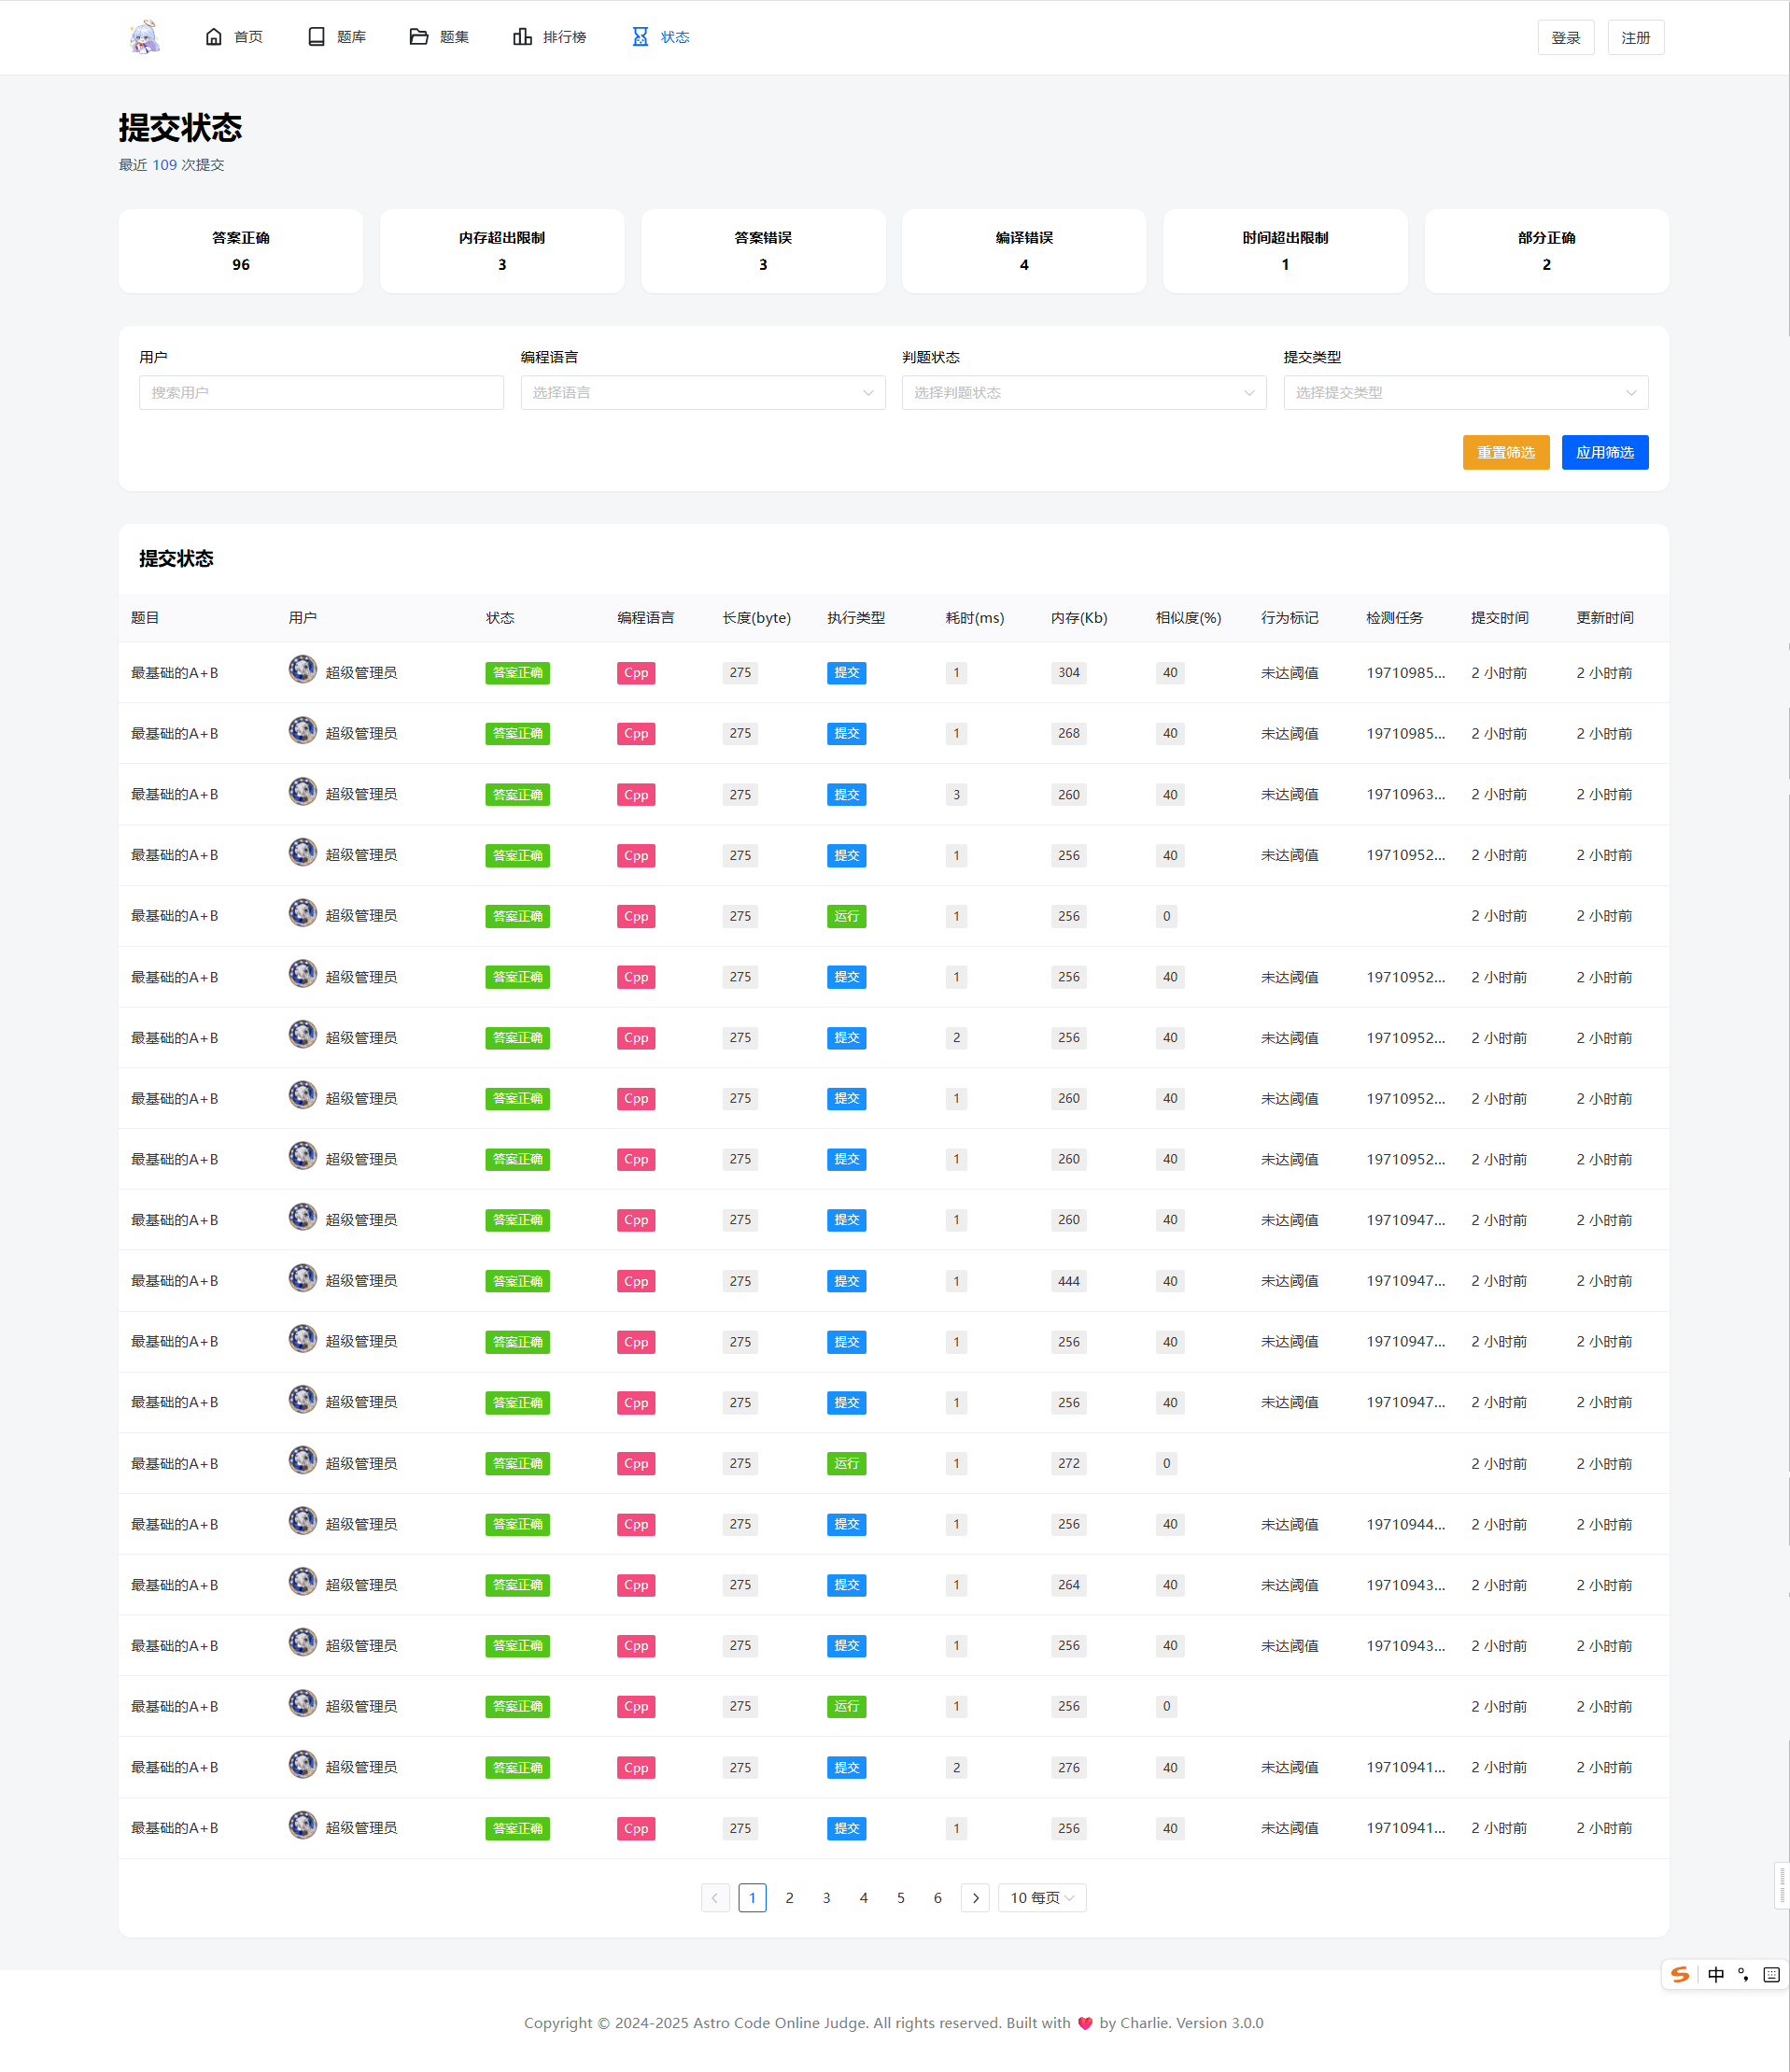 首页 题库 题集 排行榜 状态 登录 注册
提交状态
最近 109 次提交
答案正确 内存超出限制 答案错误 编译错误 时间超出限制 部分正确
96 3 3 4 1 2
用户 编程语言 判题状态 提交类型
搜索用户 选择语言 选择判题状态 选择提交类型
重置筛选 应用筛选
提交状态
题目 用户 状态 编程语言 长度(byte) 执行类型 耗时(ms) 内存(Kb) 相似度(%) 行为标记 检测任务 提交时间 更新时间
最基础的A+B 超级管理员 答案正确 Cpp 275 提交 1 304 40 未达阈值 19710985... 2 小时前 2 小时前
最基础的A+B 超级管理员 答案正确 Cpp 275 提交 1 268 40 未达阈值 19710985... 2 小时前 2 小时前
最基础的A+B 超级管理员 答案正确 Cpp 275 提交 3 260 40 未达阈值 19710963... 2 小时前 2 小时前
最基础的A+B 超级管理员 答案正确 Cpp 275 提交 1 256 40 未达阈值 19710952... 2 小时前 2 小时前
最基础的A+B 超级管理员 答案正确 Cpp 275 运行 1 256 0 2 小时前 2 小时前
最基础的A+B 超级管理员 答案正确 Cpp 275 提交 1 256 40 未达阈值 19710952... 2 小时前 2 小时前
最基础的A+B 超级管理员 答案正确 Cpp 275 提交 2 256 40 未达阈值 19710952... 2 小时前 2 小时前
最基础的A+B 超级管理员 答案正确 Cpp 275 提交 1 260 40 未达阈值 19710952... 2 小时前 2 小时前
最基础的A+B 超级管理员 答案正确 Cpp 275 提交 1 260 40 未达阈值 19710952... 2 小时前 2 小时前
最基础的A+B 超级管理员 答案正确 Cpp 275 提交 1 260 40 未达阈值 19710947... 2 小时前 2 小时前
最基础的A+B 超级管理员 答案正确 Cpp 275 提交 1 444 40 未达阈值 19710947... 2 小时前 2 小时前
最基础的A+B 超级管理员 答案正确 Cpp 275 提交 1 256 40 未达阈值 19710947... 2 小时前 2 小时前
最基础的A+B 超级管理员 答案正确 Cpp 275 提交 1 256 40 未达阈值 19710947... 2 小时前 2 小时前
最基础的A+B 超级管理员 答案正确 Cpp 275 运行 1 272 0 2 小时前 2 小时前
最基础的A+B 超级管理员 答案正确 Cpp 275 提交 1 256 40 未达阈值 19710944... 2 小时前 2 小时前
最基础的A+B 超级管理员 答案正确 Cpp 275 提交 1 264 40 未达阈值 19710943... 2 小时前 2 小时前
最基础的A+B 超级管理员 答案正确 Cpp 275 提交 1 256 40 未达阈值 19710943... 2 小时前 2 小时前
最基础的A+B 超级管理员 答案正确 Cpp 275 运行 1 256 0 2 小时前 2 小时前
最基础的A+B 超级管理员 答案正确 Cpp 275 提交 2 276 40 未达阈值 19710941... 2 小时前 2 小时前
最基础的A+B 超级管理员 答案正确 Cpp 275 提交 1 256 40 未达阈值 19710941... 2 小时前 2 小时前
1 2 3 4 5 6 10 每页
中
Copyright © 2024-2025 Astro Code Online Judge. All rights reserved. Built with ❤ by Charlie. Version 3.0.0